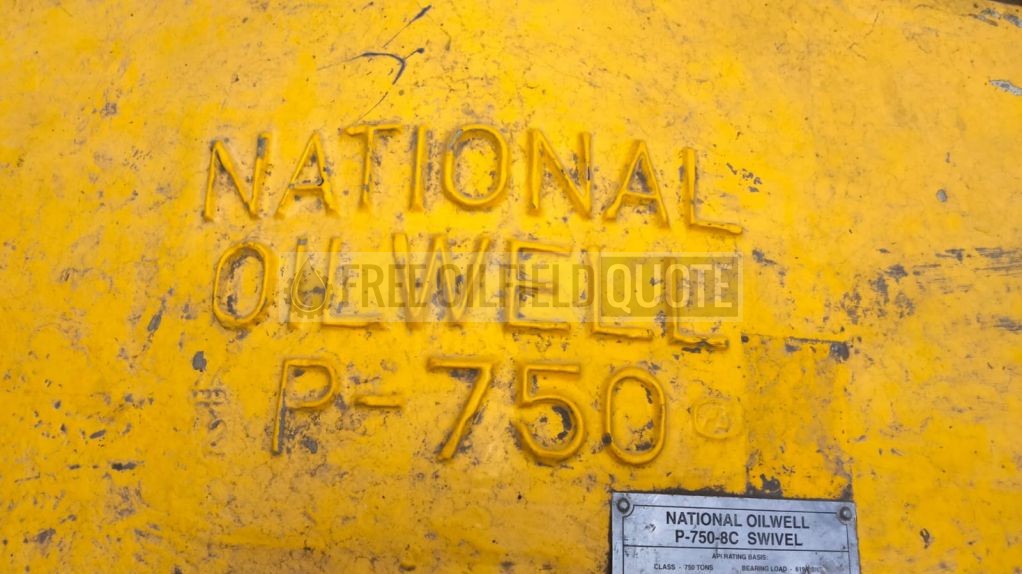 NATIONAL
OILWELL
FREEOILFIELDQUOTE
P-750
NATIONAL OILWELL
P-750-8C SWIVEL
API RATING BASIS:
CLASS - 750 TONS BEARING LOAD -